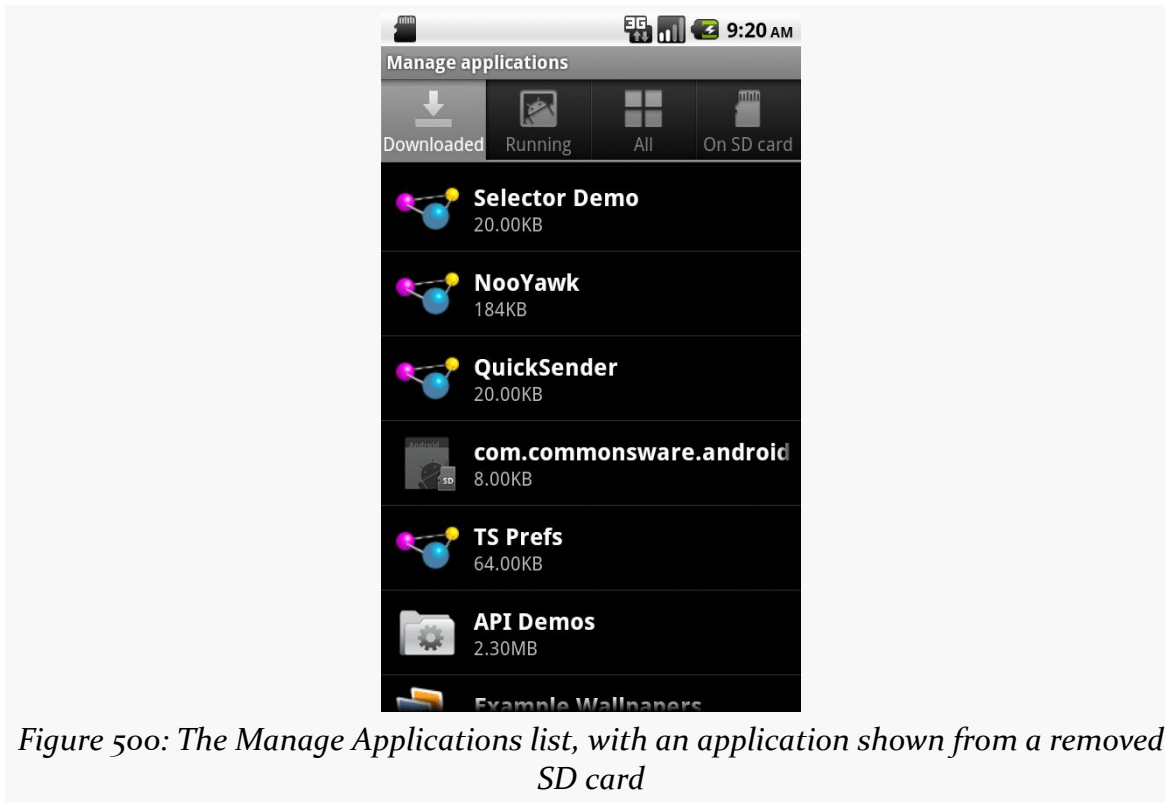 3G
9:20 AM
Manage applications
Downloaded
Running
All
On SD card
Selector Demo
20.00KB
NooYawk
184KB
QuickSender
20.00KB
Android
SD
com.commonsware.android
8.00KB
TS Prefs
64.00KB
API Demos
2.30MB
Example Wallpapers
Figure 500: The Manage Applications list, with an application shown from a removed
SD card